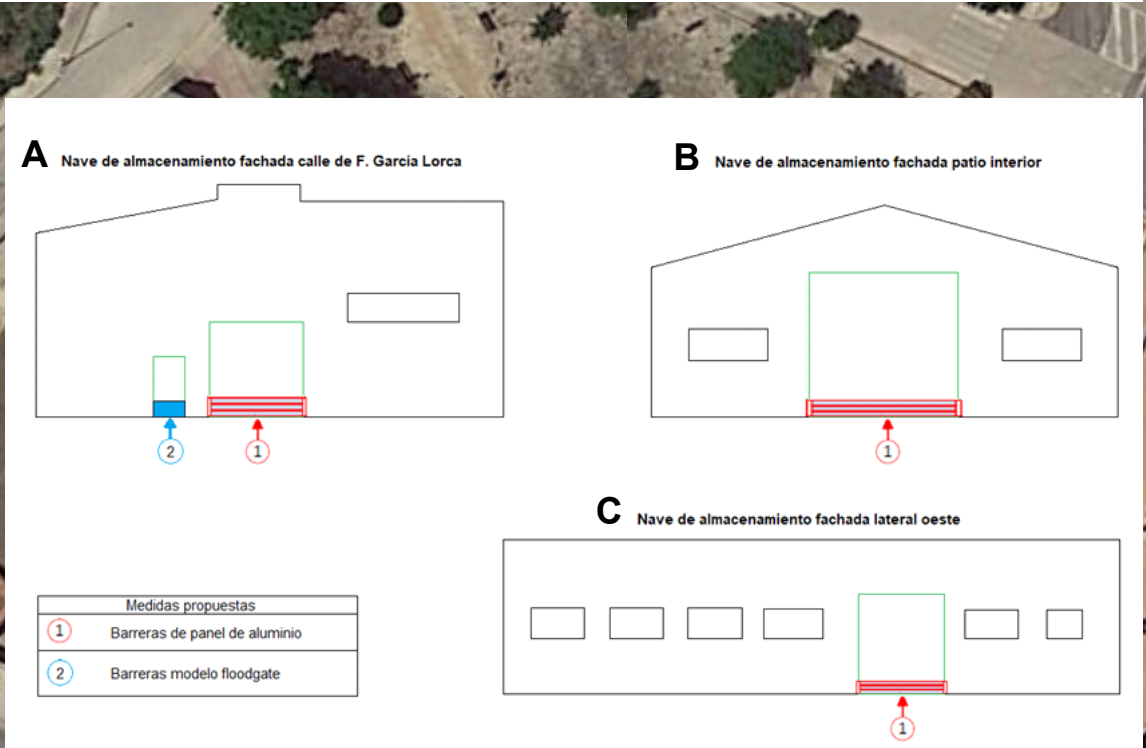 A Nave de almacenamiento fachada calle de F. García Lorca
B Nave de almacenamiento fachada patio interior
2
1
1
C Nave de almacenamiento fachada lateral oeste
Medidas propuestas
1 Barreras de panel de aluminio
2 Barreras modelo floodgate
1